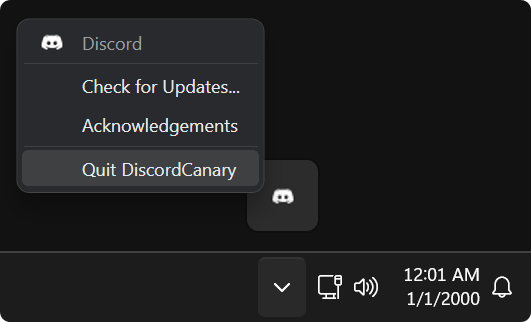 Discord
Check for Updates...
Acknowledgements
Quit DiscordCanary
12:01 AM
1/1/2000